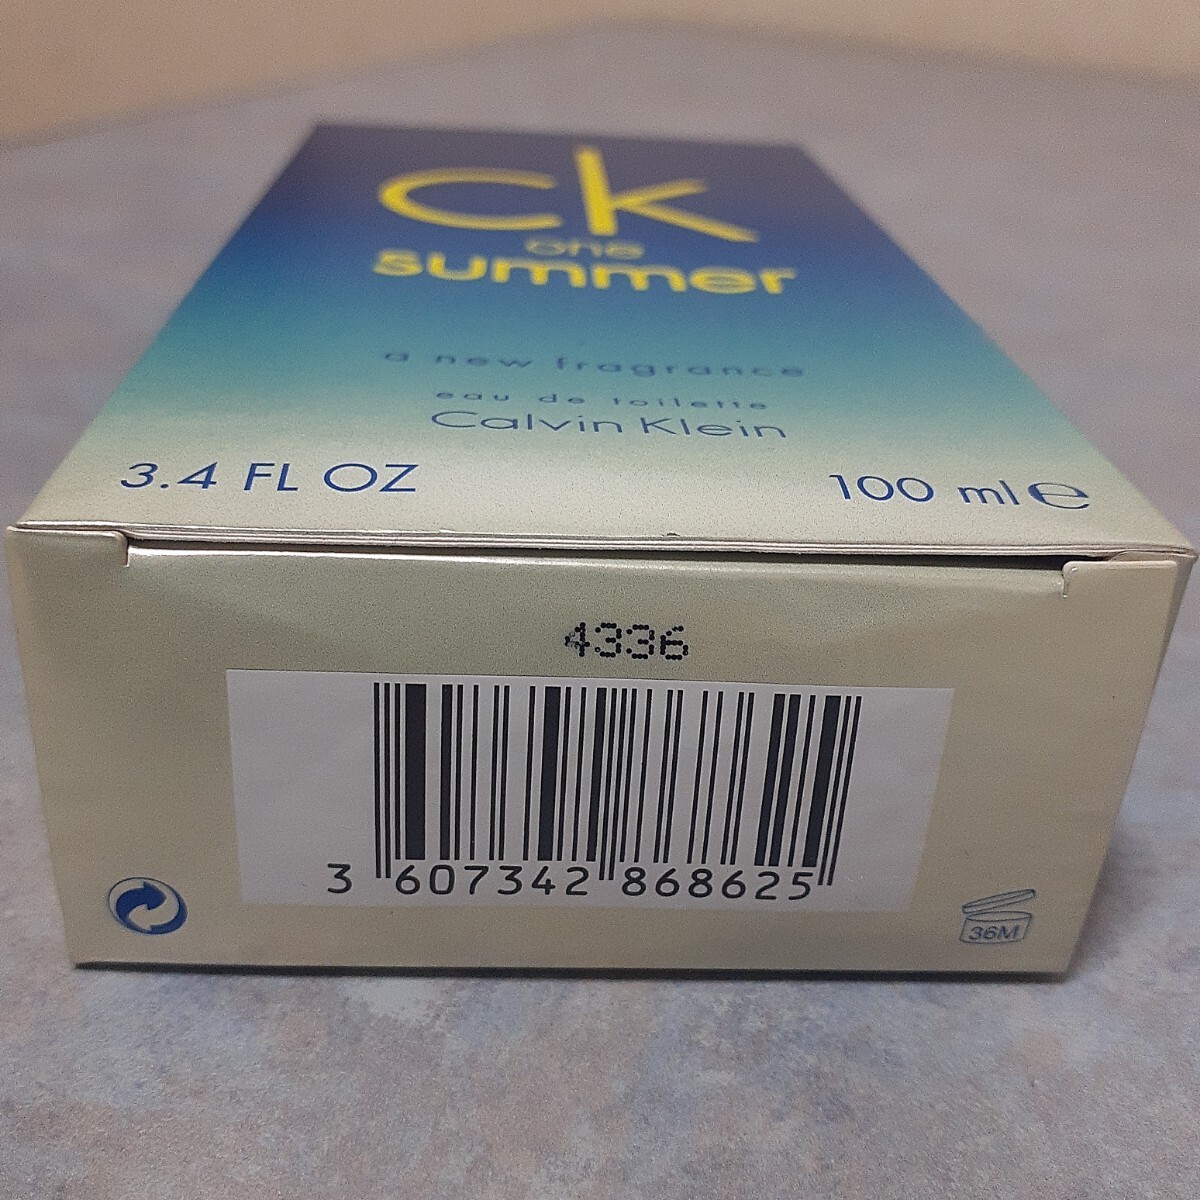 ck
one
summer
a new fragrance
eau de toilette
Calvin Klein
3.4 FL OZ 100 ml ℮
4336
3 607342 868625
36M